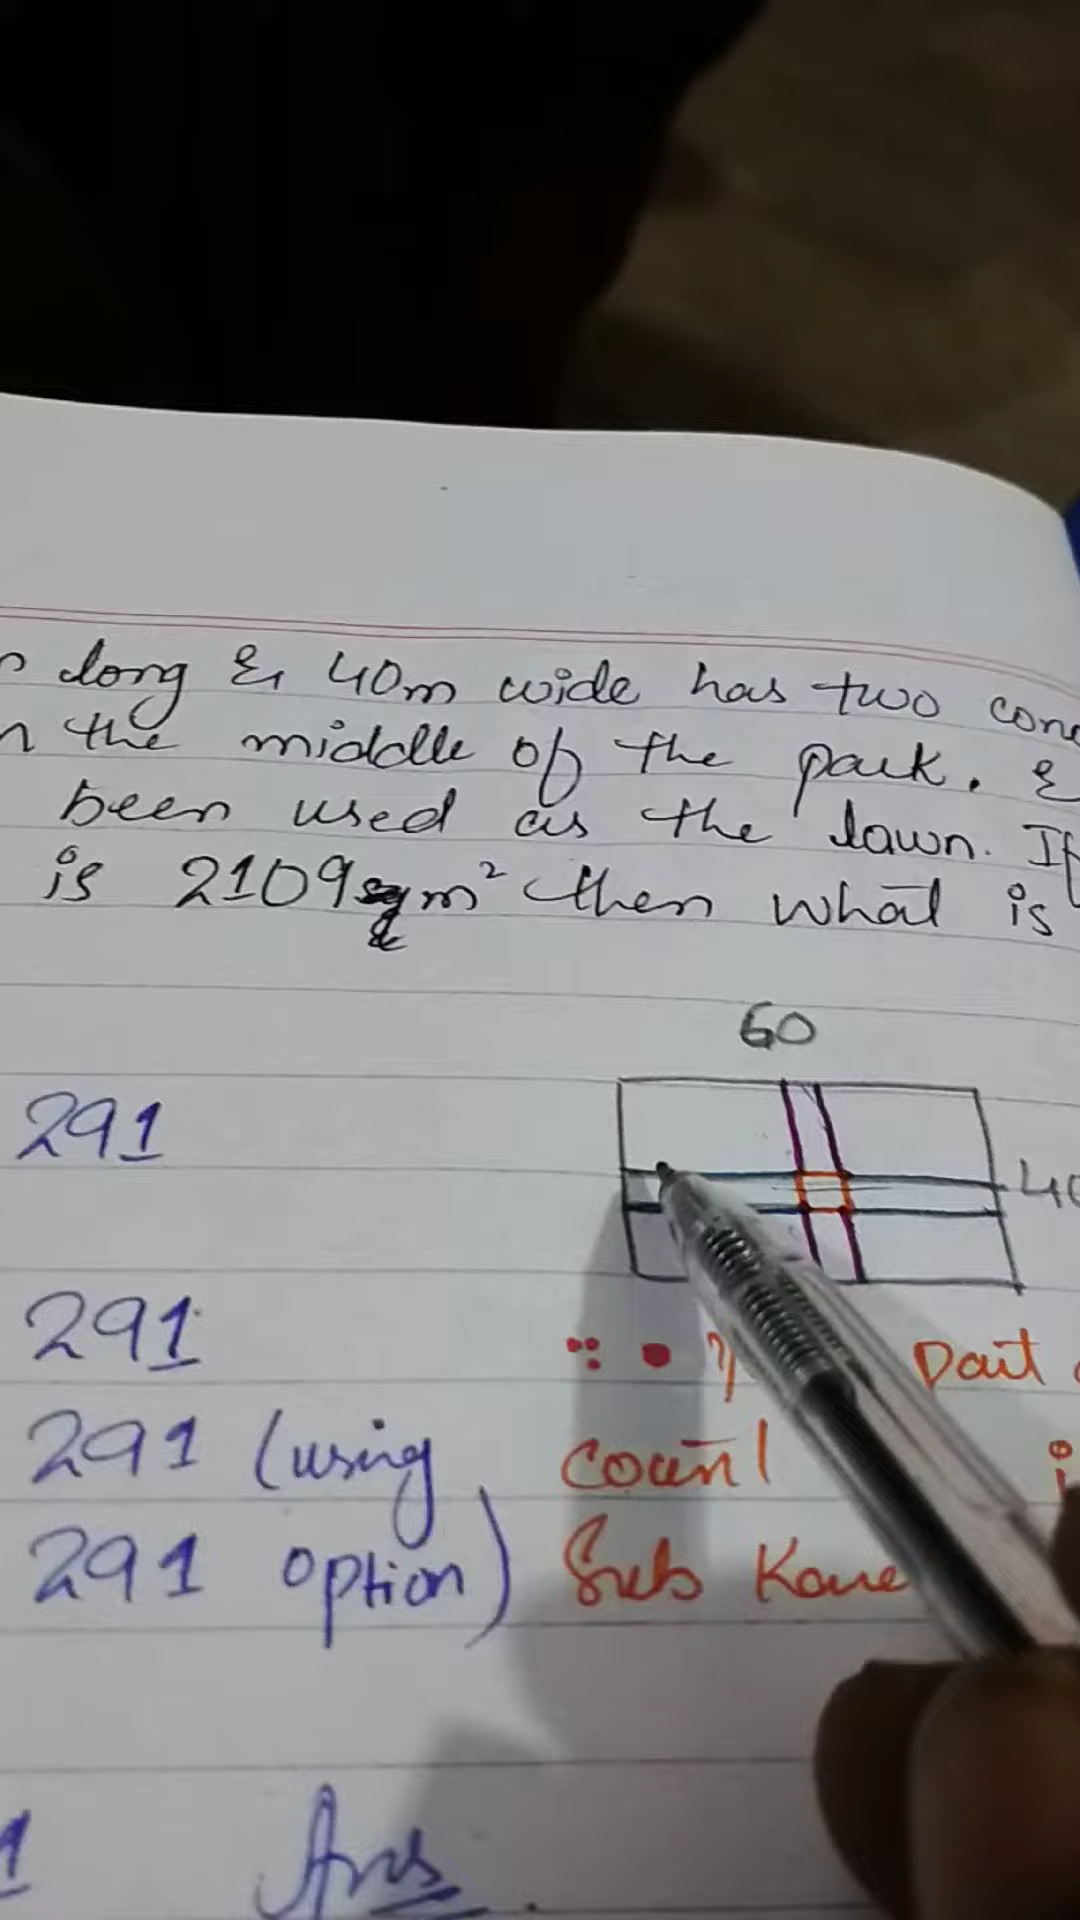 long & 40m wide has two
the middle of the park. &
been used as the lawn. If
is 2109 m² then what is
60
291
40
291
Part
291 (using
count
291 option)
Sub Kare
1 Ans.